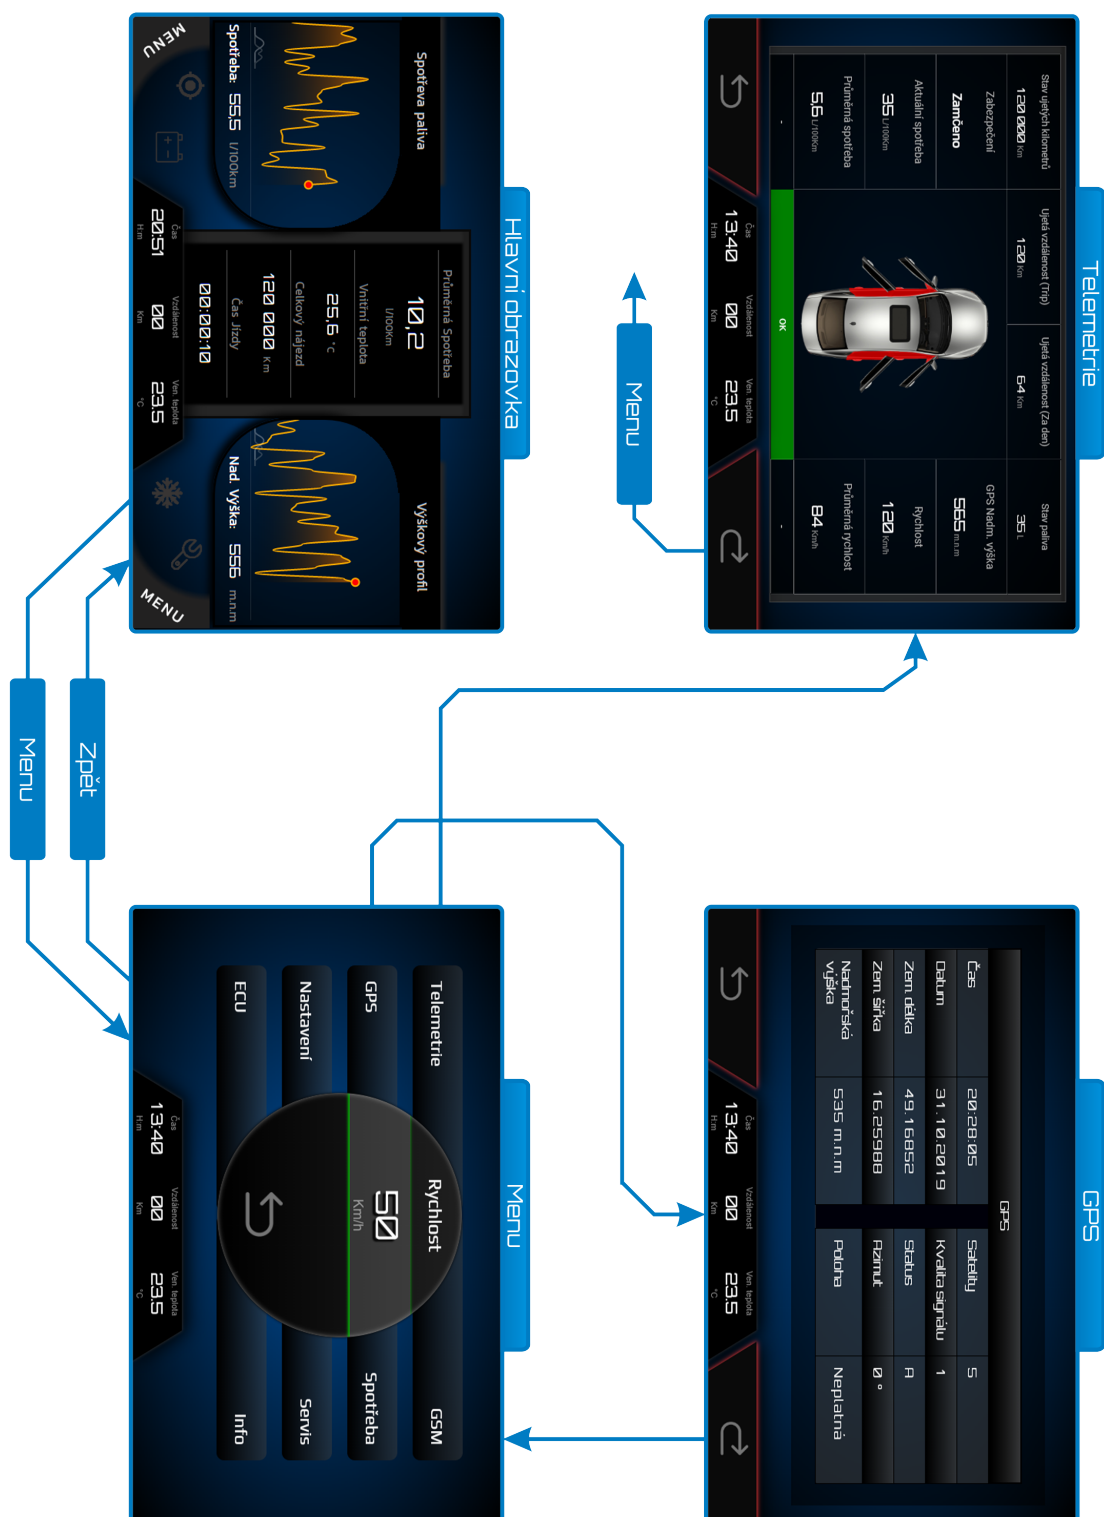 Telemetrie
Stav ujetých kilometrů
120 000 Km
Ujetá vzdálenost (Trip)
120 Km
Ujetá vzdálenost (Za den)
64 Km
Stav paliva
35 L
Zabezpečení
Zamčeno
GPS Nadm. výška
565 m.n.m
Aktuální spotřeba
35 L/100Km
Rychlost
120 Km/h
Průměrná spotřeba
5,6 L/100Km
Průměrná rychlost
84 Km/h
-
OK
-
Čas
13:40
H:m
Vzdálenost
00
Km
Ven. teplota
23.5
°C
GPS
GPS
Čas 20:28:05 Satelity 5
Datum 31.10.2019 Kvalita signálu 1
Zem. délka 49.16852 Status A
Zem. šířka 16.25988 Azimut 0 °
Nadmořská
výška
535 m.n.m Poloha Neplatná
Čas
13:40
H:m
Vzdálenost
00
Km
Ven. teplota
23.5
°C
Menu
Hlavní obrazovka
Spotřeva paliva
Spotřeba: 55,5 l/100km
Průměrná Spotřeba
10,2
l/100Km
Vnitřní teplota
25,6 °c
Celkový nájezd
120 000 Km
Čas Jízdy
00:00:10
Výškový profil
Nad. Výška: 556 m.n.m
MENU
MENU
Čas
20:51
H:m
Vzdálenost
00
Km
Ven. teplota
23.5
°C
Zpět
Menu
Menu
Telemetrie
GPS
Nastavení
ECU
Rychlost
50
Km/h
GSM
Spotřeba
Servis
Info
Čas
13:40
H:m
Vzdálenost
00
Km
Ven. teplota
23.5
°C